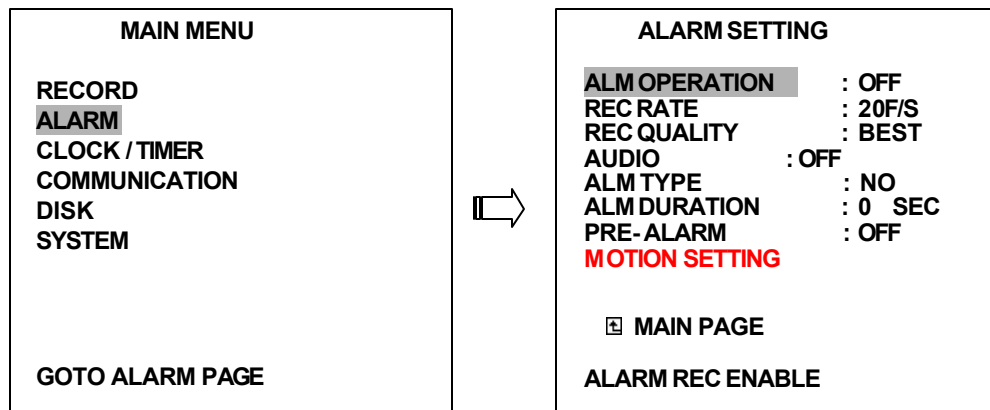 MAIN MENU
RECORD
ALARM
CLOCK / TIMER
COMMUNICATION
DISK
SYSTEM
GOTO ALARM PAGE
ALARM SETTING
ALM OPERATION : OFF
REC RATE : 20F/S
REC QUALITY : BEST
AUDIO : OFF
ALM TYPE : NO
ALM DURATION : 0 SEC
PRE- ALARM : OFF
MOTION SETTING
MAIN PAGE
ALARM REC ENABLE